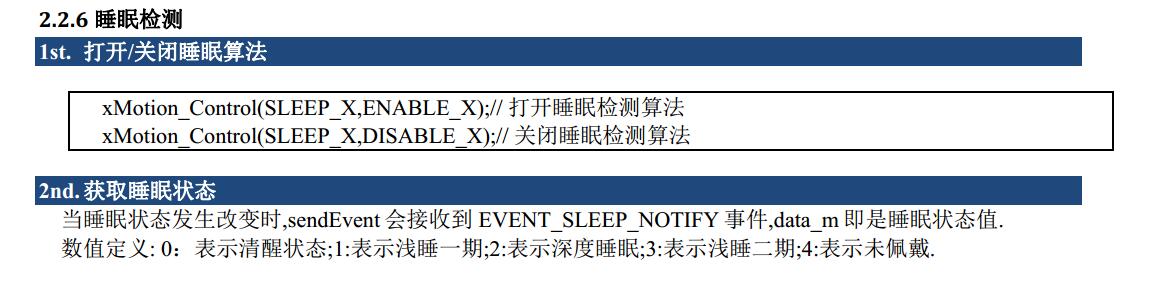 2.2.6 睡眠检测
1st. 打开/关闭睡眠算法
xMotion_Control(SLEEP_X,ENABLE_X);// 打开睡眠检测算法
xMotion_Control(SLEEP_X,DISABLE_X);// 关闭睡眠检测算法
2nd. 获取睡眠状态
当睡眠状态发生改变时,sendEvent 会接收到 EVENT_SLEEP_NOTIFY 事件,data_m 即是睡眠状态值.
数值定义: 0：表示清醒状态;1:表示浅睡一期;2:表示深度睡眠;3:表示浅睡二期;4:表示未佩戴.